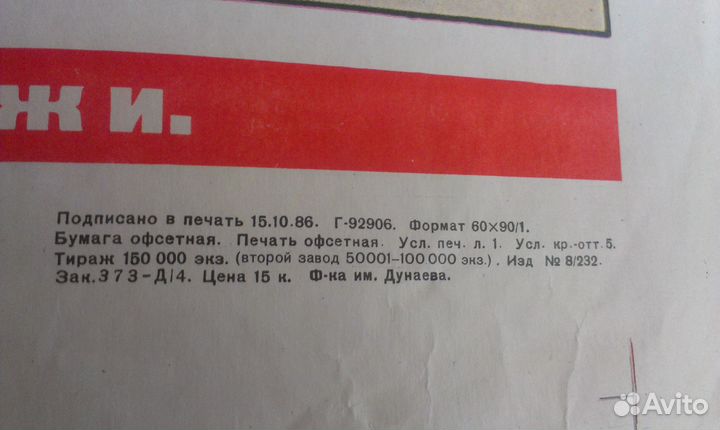 ж и.
Подписано в печать 15.10.86. Г-92906. Формат 60×90/1.
Бумага офсетная. Печать офсетная. Усл. печ. л. 1. Усл. кр.-отт. 5.
Тираж 150 000 экз. (второй завод 50001–100 000 экз.). Изд № 8/232.
Зак. 373-Д/4. Цена 15 к. Ф-ка им. Дунаева.
Avito